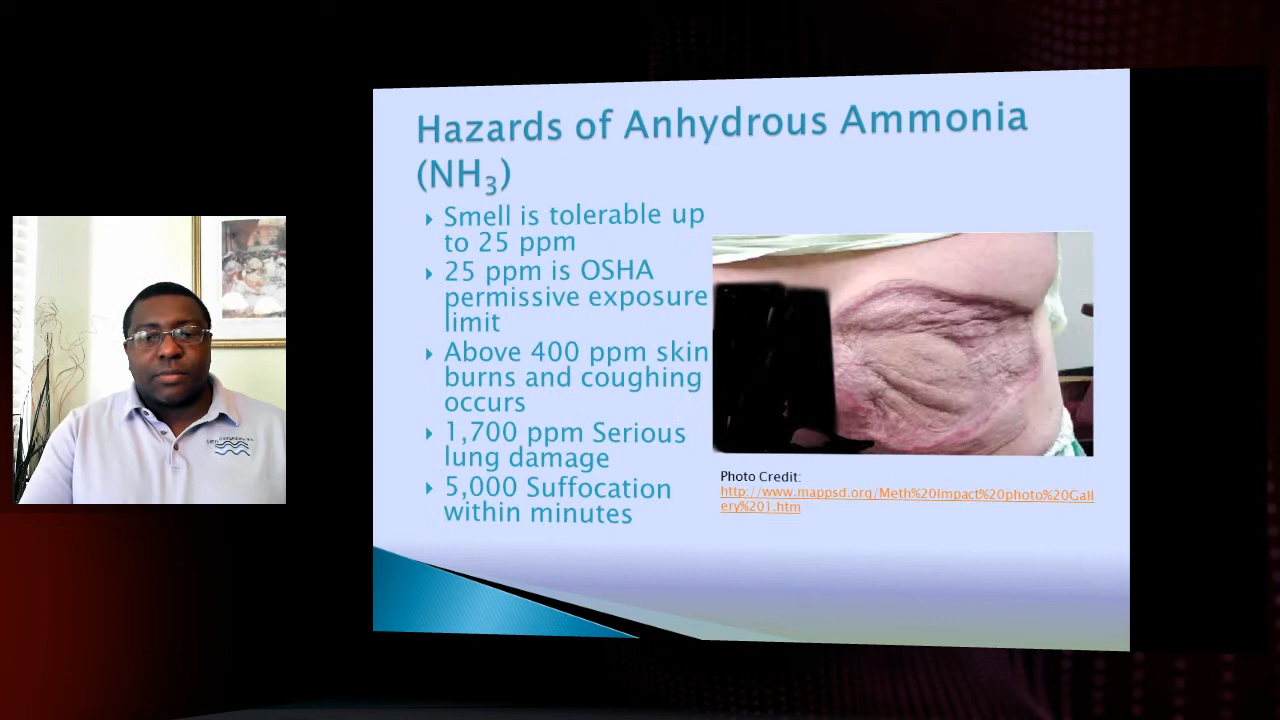 Hazards of Anhydrous Ammonia
(NH₃)
Smell is tolerable up
to 25 ppm
25 ppm is OSHA
permissive exposure
limit
Above 400 ppm skin
burns and coughing
occurs
1,700 ppm Serious
lung damage
5,000 Suffocation
within minutes
Photo Credit:
http://www.mappsd.org/Meth%20Impact%20photo%20Gall
ery%201.htm